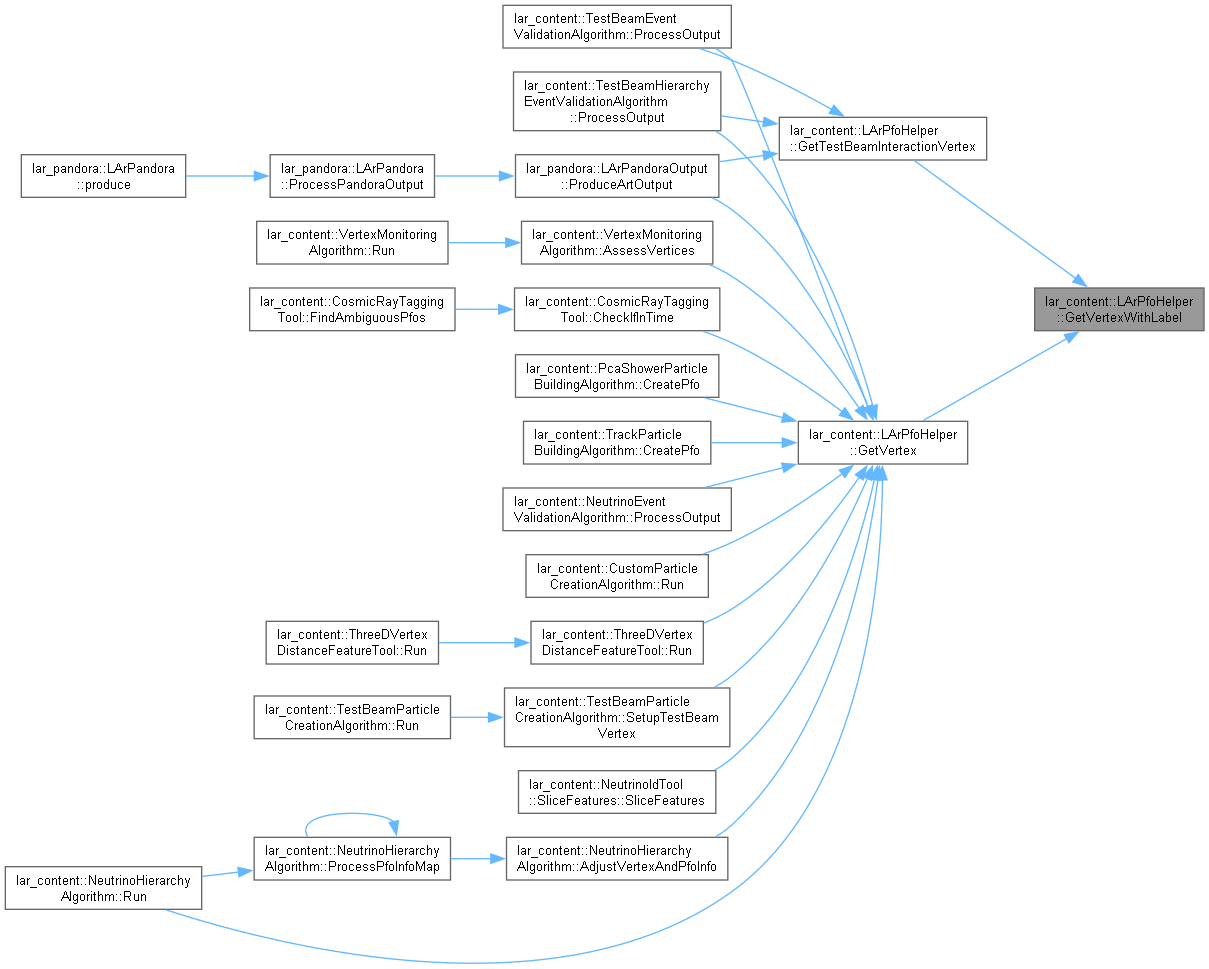 lar_content::TestBeamEvent
ValidationAlgorithm::ProcessOutput
lar_content::TestBeamHierarchy
EventValidationAlgorithm
::ProcessOutput
lar_content::LArPfoHelper
::GetTestBeamInteractionVertex
lar_pandora::LArPandora
::produce
lar_pandora::LArPandora
::ProcessPandoraOutput
lar_pandora::LArPandoraOutput
::ProduceArtOutput
lar_content::VertexMonitoring
Algorithm::Run
lar_content::VertexMonitoring
Algorithm::AssessVertices
lar_content::CosmicRayTagging
Tool::FindAmbiguousPfos
lar_content::CosmicRayTagging
Tool::CheckIfInTime
lar_content::LArPfoHelper
::GetVertexWithLabel
lar_content::PcaShowerParticle
BuildingAlgorithm::CreatePfo
lar_content::TrackParticle
BuildingAlgorithm::CreatePfo
lar_content::LArPfoHelper
::GetVertex
lar_content::NeutrinoEvent
ValidationAlgorithm::ProcessOutput
lar_content::CustomParticle
CreationAlgorithm::Run
lar_content::ThreeDVertex
DistanceFeatureTool::Run
lar_content::ThreeDVertex
DistanceFeatureTool::Run
lar_content::TestBeamParticle
CreationAlgorithm::Run
lar_content::TestBeamParticle
CreationAlgorithm::SetupTestBeam
Vertex
lar_content::NeutrinoIdTool
::SliceFeatures::SliceFeatures
lar_content::NeutrinoHierarchy
Algorithm::ProcessPfoInfoMap
lar_content::NeutrinoHierarchy
Algorithm::AdjustVertexAndPfoInfo
lar_content::NeutrinoHierarchy
Algorithm::Run